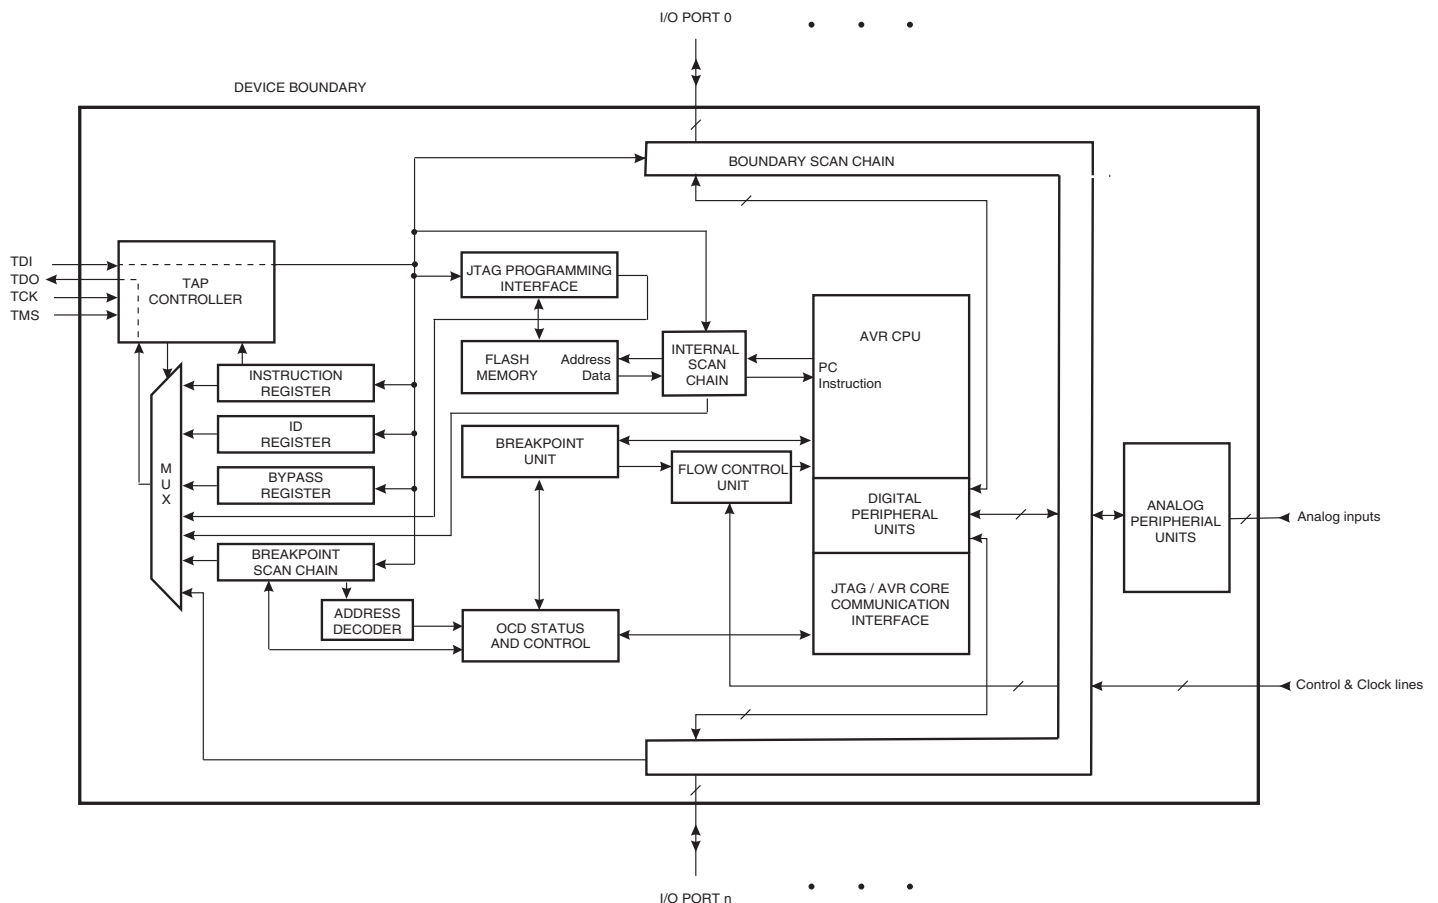 I/O PORT 0
DEVICE BOUNDARY
BOUNDARY SCAN CHAIN
TDI
TDO
TCK
TMS
TAP
CONTROLLER
JTAG PROGRAMMING
INTERFACE
FLASH
MEMORY
Address
Data
INTERNAL
SCAN
CHAIN
AVR CPU
PC
Instruction
INSTRUCTION
REGISTER
ID
REGISTER
BYPASS
REGISTER
M
U
X
BREAKPOINT
UNIT
FLOW CONTROL
UNIT
DIGITAL
PERIPHERAL
UNITS
ANALOG
PERIPHERIAL
UNITS
Analog inputs
BREAKPOINT
SCAN CHAIN
ADDRESS
DECODER
OCD STATUS
AND CONTROL
JTAG / AVR CORE
COMMUNICATION
INTERFACE
Control & Clock lines
I/O PORT n